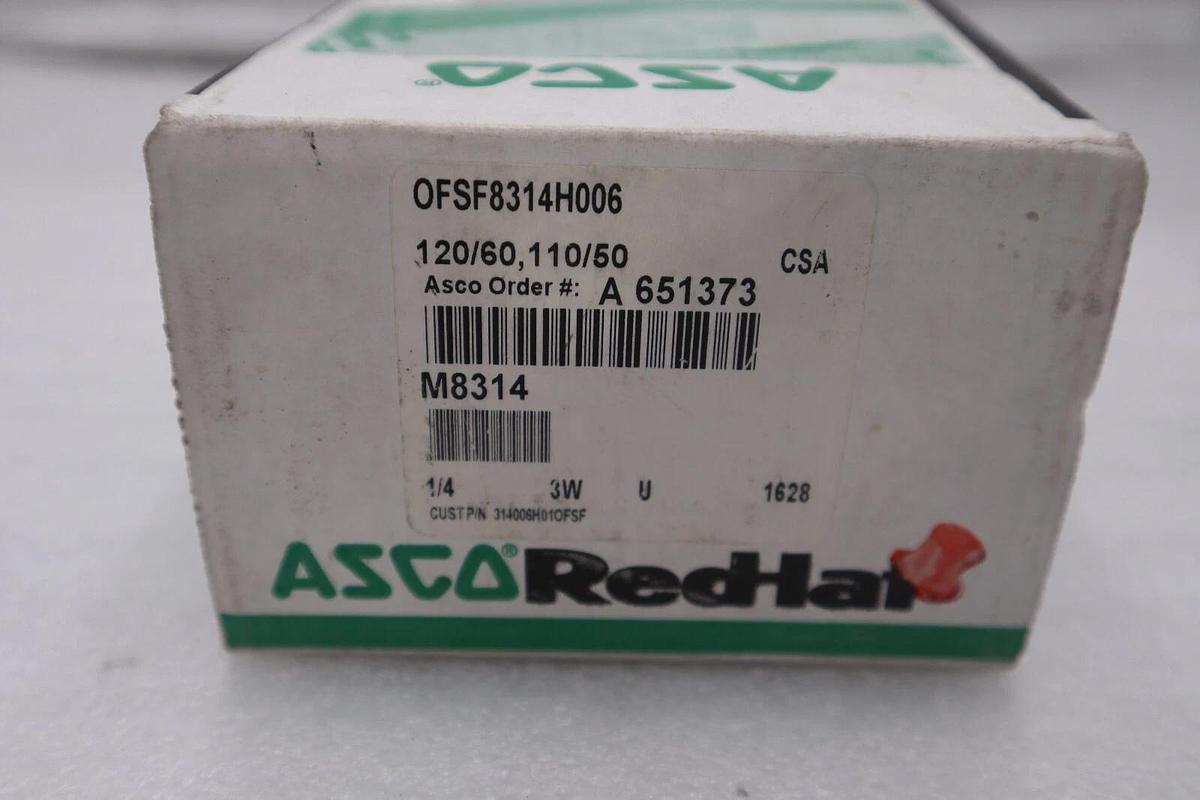 ASCO®
OFSF8314H006
120/60,110/50 CSA
Asco Order #: A 651373
M8314
1/4 3W U 1628
CUST P/N 314006H01OFSF
ASCO® RedHat